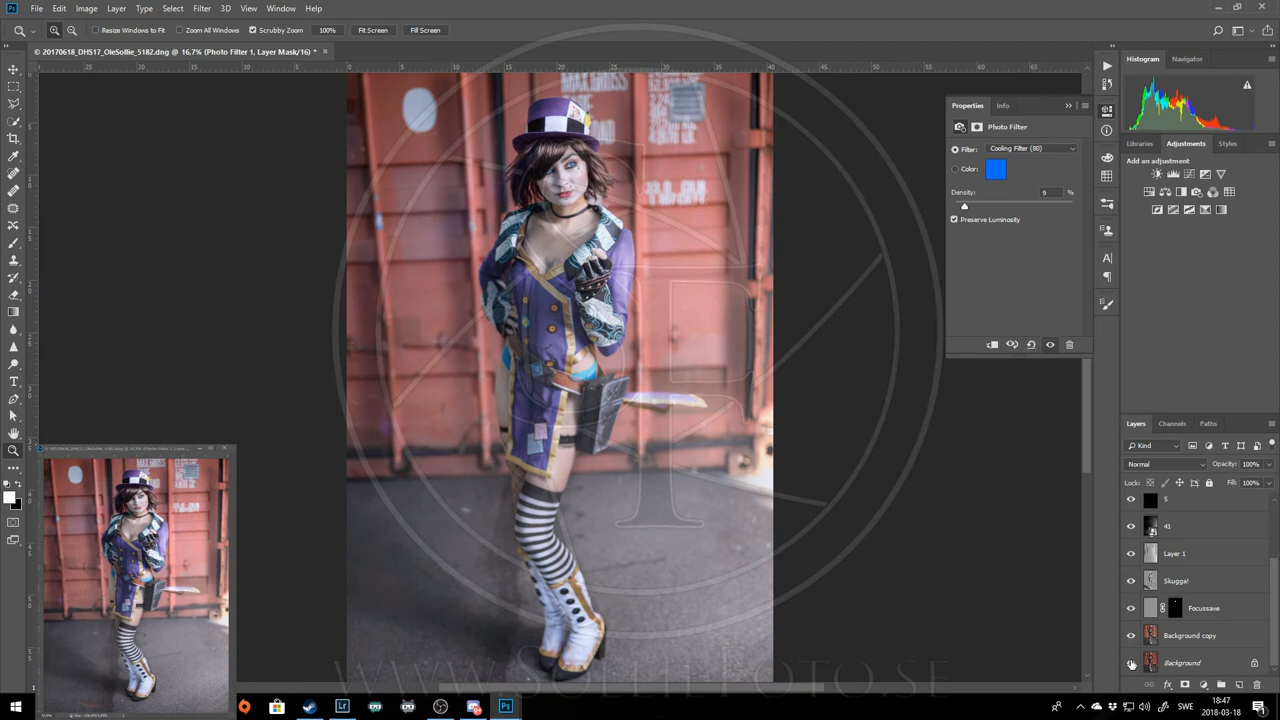 File Edit Image Layer Type Select Filter 3D View Window Help
Resize Windows to Fit Zoom All Windows Scrubby Zoom 100% Fit Screen Fill Screen
© 20170618_DHS17_OleSollie_5182.dng @ 16,7% (Photo Filter 1, Layer Mask/16) *
Histogram Navigator
Properties Info
Photo Filter
Filter: Cooling Filter (80)
Color:
Density: 9 %
Preserve Luminosity
Libraries Adjustments Styles
Add an adjustment
Layers Channels Paths
Kind
Normal Opacity: 100%
Lock: Fill: 100%
5
41
Layer 1
Skugga!
Focussave
Background copy
Background
SollieFoto.se
SWE
18:47
2018-03-18